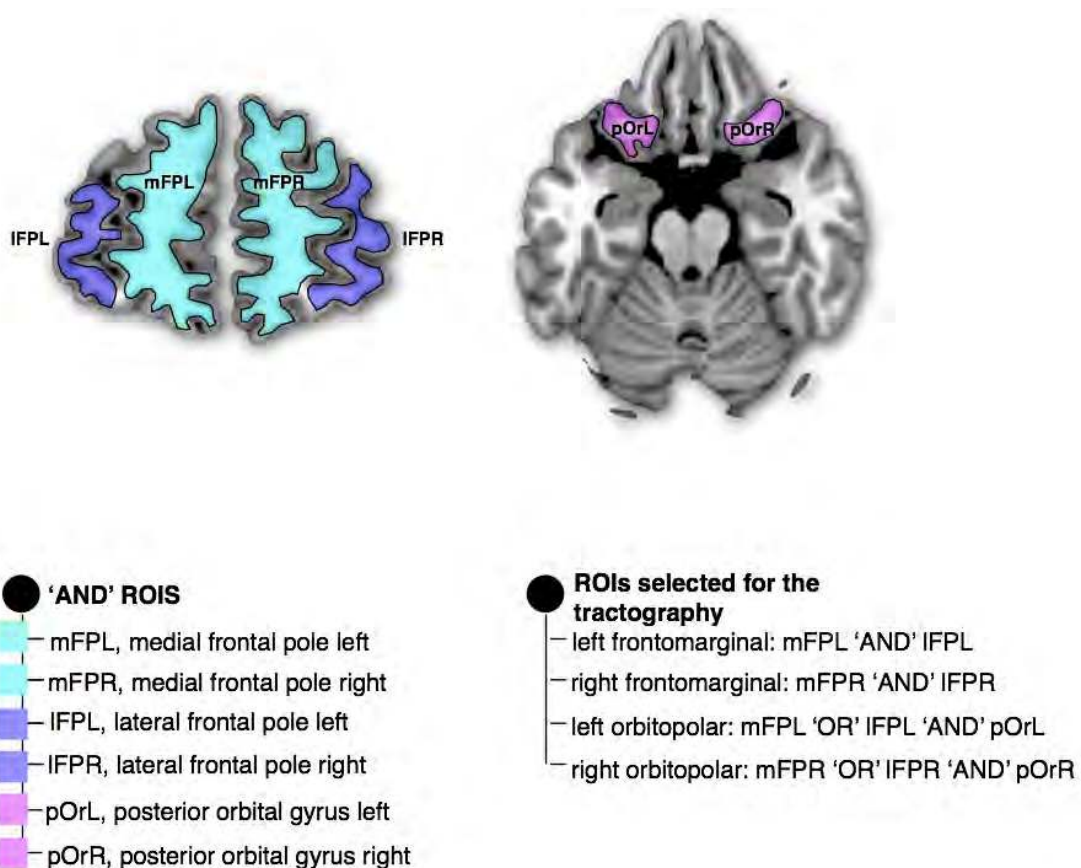 mFPL
mFPR
lFPL
lFPR
pOrL
pOrR
‘AND’ ROIS
mFPL, medial frontal pole left
mFPR, medial frontal pole right
lFPL, lateral frontal pole left
lFPR, lateral frontal pole right
pOrL, posterior orbital gyrus left
pOrR, posterior orbital gyrus right
ROIs selected for the
tractography
left frontomarginal: mFPL ‘AND’ lFPL
right frontomarginal: mFPR ‘AND’ lFPR
left orbitopolar: mFPL ‘OR’ lFPL ‘AND’ pOrL
right orbitopolar: mFPR ‘OR’ lFPR ‘AND’ pOrR